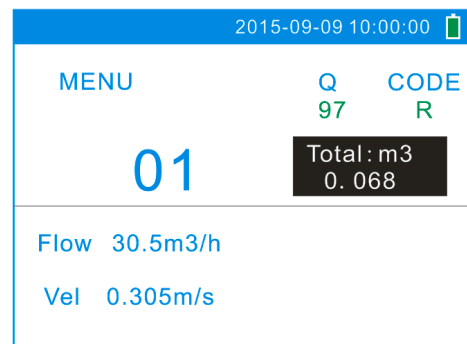 2015-09-09 10:00:00
MENU Q CODE
97 R
01 Total: m3
0. 068
Flow 30.5m3/h
Vel 0.305m/s